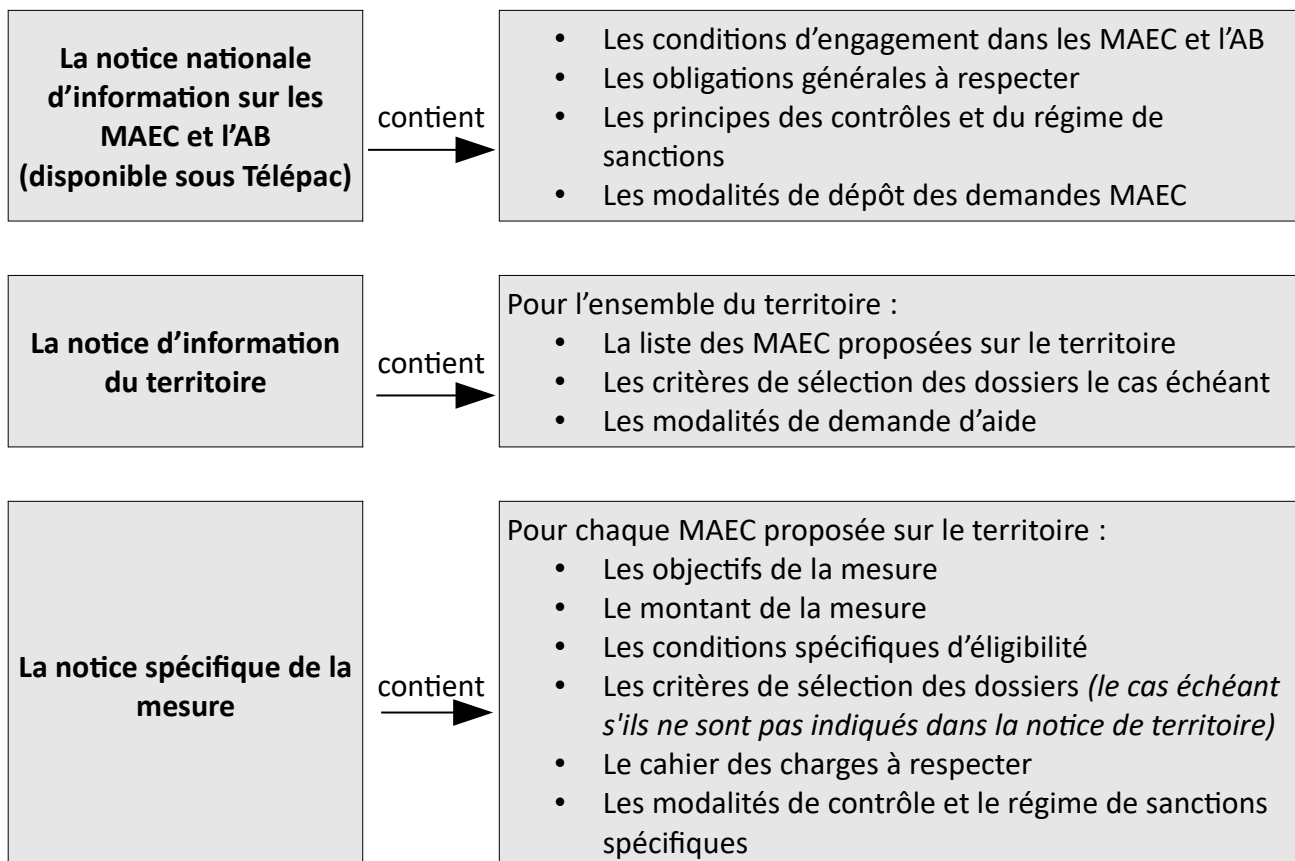 La notice nationale
d’information sur les
MAEC et l’AB
(disponible sous Télépac)
contient
• Les conditions d’engagement dans les MAEC et l’AB
• Les obligations générales à respecter
• Les principes des contrôles et du régime de
sanctions
• Les modalités de dépôt des demandes MAEC
La notice d’information
du territoire
contient
Pour l’ensemble du territoire :
• La liste des MAEC proposées sur le territoire
• Les critères de sélection des dossiers le cas échéant
• Les modalités de demande d’aide
La notice spécifique de la
mesure
contient
Pour chaque MAEC proposée sur le territoire :
• Les objectifs de la mesure
• Le montant de la mesure
• Les conditions spécifiques d’éligibilité
• Les critères de sélection des dossiers (le cas échéant
s'ils ne sont pas indiqués dans la notice de territoire)
• Le cahier des charges à respecter
• Les modalités de contrôle et le régime de sanctions
spécifiques